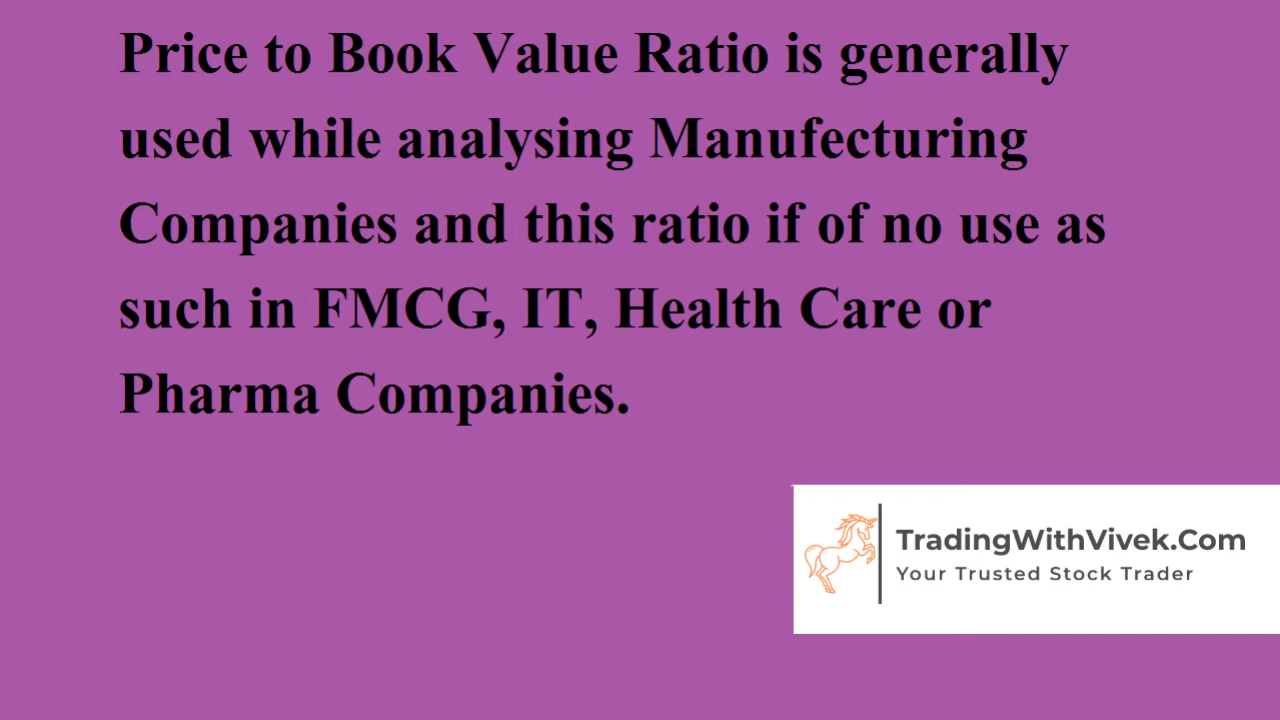 Price to Book Value Ratio is generally
used while analysing Manufecturing
Companies and this ratio if of no use as
such in FMCG, IT, Health Care or
Pharma Companies.
TradingWithVivek.Com
Your Trusted Stock Trader